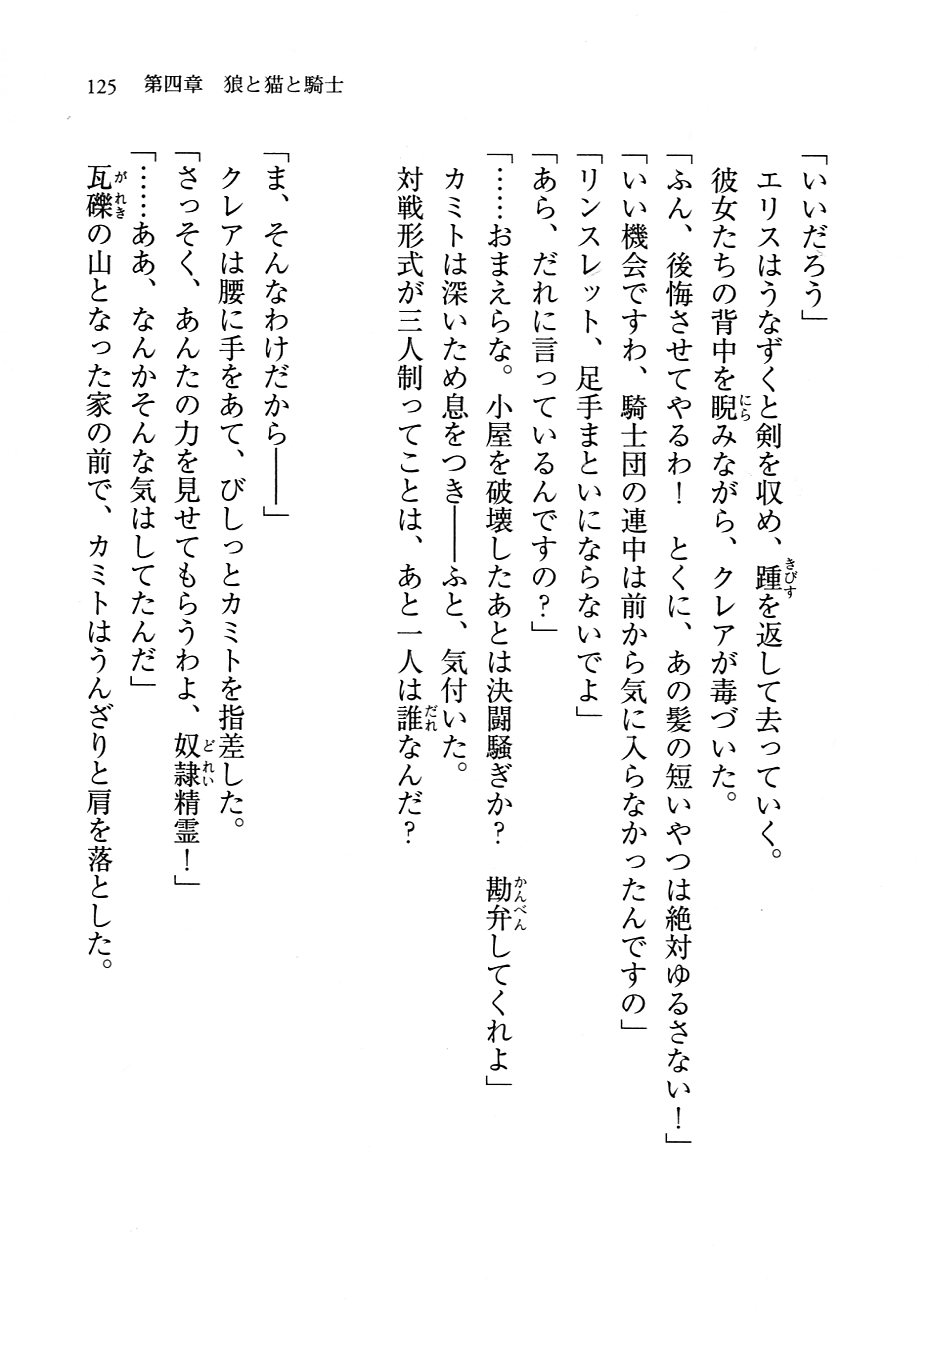 125　第四章　狼と猫と騎士
「いいだろう」
　エリスはうなずくと剣を収め、踵きびすを返して去っていく。
　彼女たちの背中を睨にらみながら、クレアが毒づいた。
「ふん、後悔させてやるわ！　とくに、あの髪の短いやつは絶対ゆるさない！」
「いい機会ですわ、騎士団の連中は前から気に入らなかったんですの」
「リンスレット、足手まといにならないでよ」
「あら、だれに言っているんですの？」
「……おまえらな。小屋を破壊したあとは決闘騒ぎか？　勘弁かんべんしてくれよ」
　カミトは深いため息をつき――ふと、気付いた。
　対戦形式が三人制ってことは、あと一人は誰だれなんだ？
「ま、そんなわけだから――」
　クレアは腰に手をあて、びしっとカミトを指差した。
「さっそく、あんたの力を見せてもらうわよ、奴隷どれい精霊！」
「……ああ、なんかそんな気はしてたんだ」
　瓦礫がれきの山となった家の前で、カミトはうんざりと肩を落とした。